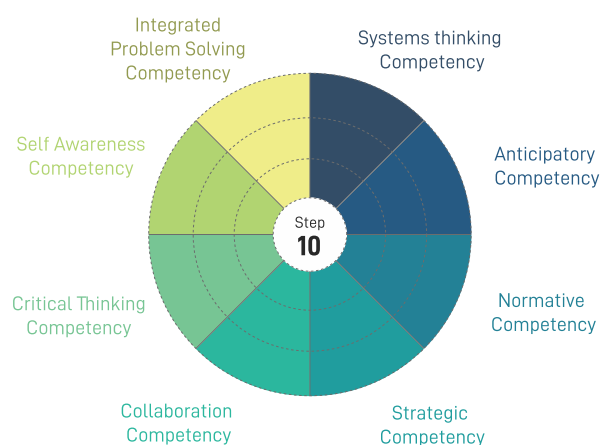 Integrated
Problem Solving
Competency
Systems thinking
Competency
Self Awareness
Competency
Anticipatory
Competency
Step
10
Critical Thinking
Competency
Normative
Competency
Collaboration
Competency
Strategic
Competency